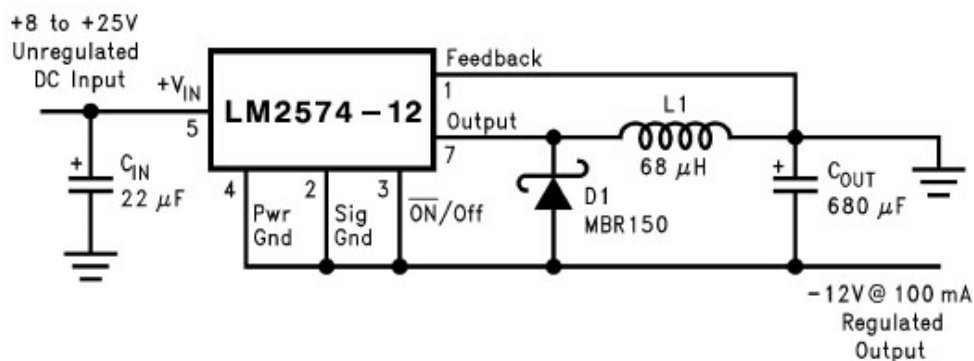 +8 to +25V
Unregulated
DC Input
+VIN
5
CIN
22 μF
+
LM2574-12
Feedback
1
Output
7
4
Pwr
Gnd
2
Sig
Gnd
3
ON/Off
L1
68 μH
D1
MBR150
+
COUT
680 μF
-12V @ 100 mA
Regulated
Output